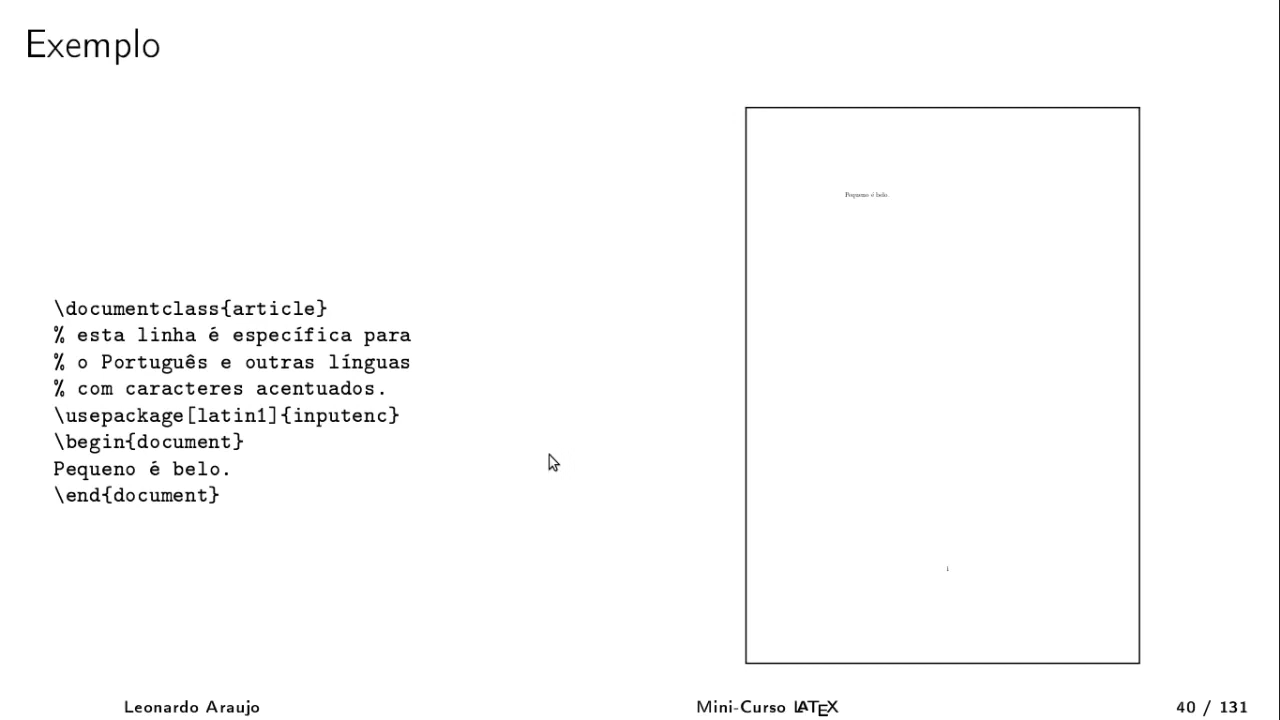 Exemplo
\documentclass{article}
% esta linha é específica para
% o Português e outras línguas
% com caracteres acentuados.
\usepackage[latin1]{inputenc}
\begin{document}
Pequeno é belo.
\end{document}
Pequeno é belo.
1
Leonardo Araujo
Mini-Curso LATEX
40 / 131